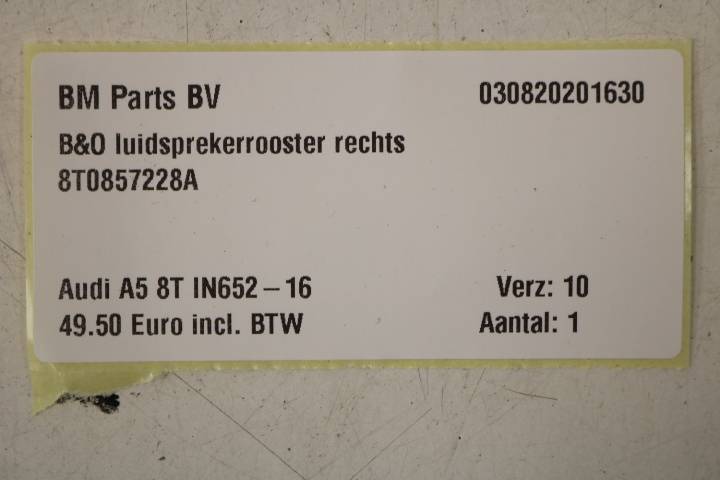 BM Parts BV 030820201630
B&O luidsprekerrooster rechts
8T0857228A
Audi A5 8T IN652-16 Verz: 10
49.50 Euro incl. BTW Aantal: 1